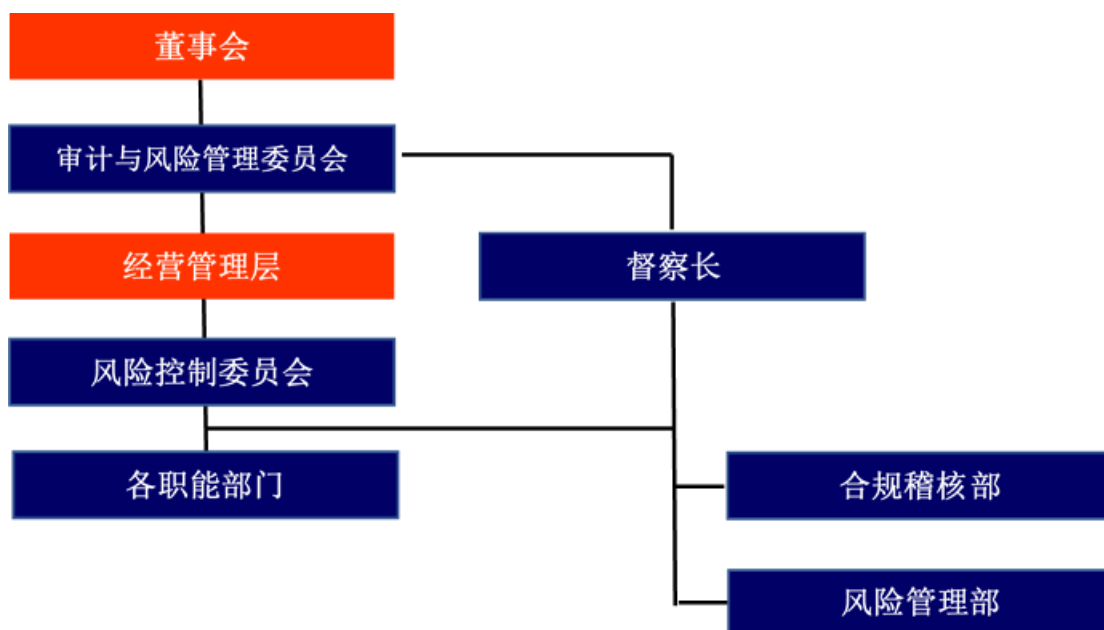 董事会
审计与风险管理委员会
经营管理层
督察长
风险控制委员会
各职能部门
合规稽核部
风险管理部